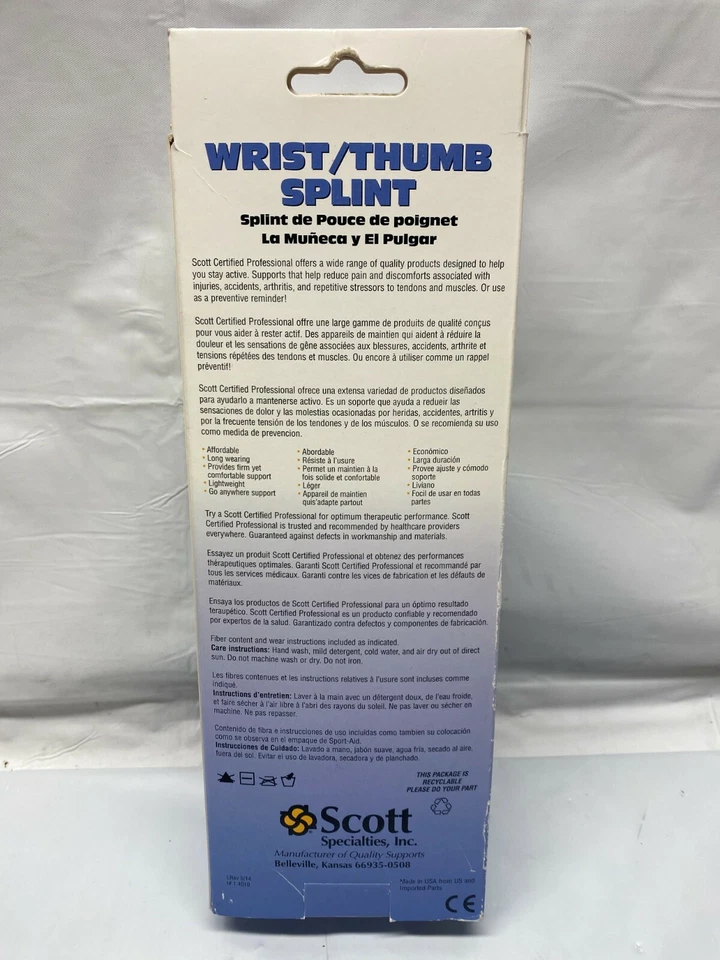 WRIST/THUMB
SPLINT
Splint de Pouce de poignet
La Muñeca y El Pulgar
Scott Certified Professional offers a wide range of quality products designed to help
you stay active. Supports that help reduce pain and discomforts associated with
injuries, accidents, arthritis, and repetitive stressors to tendons and muscles. Or use
as a preventive reminder!
Scott Certified Professional offre une large gamme de produits de qualité conçus
pour vous aider à rester actif. Des appareils de maintien qui aident à réduire la
douleur et les sensations de gêne associées aux blessures, accidents, arthrite et
tensions répétées des tendons et muscles. Ou encore à utiliser comme un rappel
préventif!
Scott Certified Professional ofrece una extensa variedad de productos diseñados
para ayudarlo a mantenerse activo. Es un soporte que ayuda a redueir las
sensaciones de dolor y las molestias ocasionadas por heridas, accidentes, artritis y
por la frecuente tensión de los tendones y de los músculos. O se recomienda su uso
como medida de prevencion.
• Affordable
• Long wearing
• Provides firm yet
comfortable support
• Lightweight
• Go anywhere support
• Abordable
• Résiste à l'usure
• Permet un maintien à la
fois solide et confortable
• Léger
• Appareil de maintien
quis'adapte partout
• Económico
• Larga duración
• Provee ajuste y cómodo
soporte
• Liviano
• Focil de usar en todas
partes
Try a Scott Certified Professional for optimum therapeutic performance. Scott
Certified Professional is trusted and recommended by healthcare providers
everywhere. Guaranteed against defects in workmanship and materials.
Essayez un produit Scott Certified Professional et obtenez des performances
thérapeutiques optimales. Garanti Scott Certified Professional et recommandé par
tous les services médicaux. Garanti contre les vices de fabrication et les défauts de
matériaux.
Ensaya los productos de Scott Certified Professional para un óptimo resultado
teraupético. Scott Certified Professional es un producto confiable y recomendado
por expertos de la salud. Garantizado contra defectos y componentes de fabricación.
Fiber content and wear instructions included as indicated.
Care instructions: Hand wash, mild detergent, cold water, and air dry out of direct
sun. Do not machine wash or dry. Do not iron.
Les fibres contenues et les instructions relatives à l'usure sont incluses comme
indiqué.
Instructions d'entretien: Laver à la main avec un détergent doux, de l'eau froide,
et faire sécher à l'air libre à l'abri des rayons du soleil. Ne pas laver ou sécher en
machine. Ne pas repasser.
Contenido de fibra e instrucciones de uso incluidas como tambien su colocación
como se observa en el empaque de Sport-Aid.
Instrucciones de Cuidado: Lavado a mano, jabón suave, agua fría, secado al aire,
fuera del sol. Evitar el uso de lavadora, secadora y de planchado.
THIS PACKAGE IS
RECYCLABLE
PLEASE DO YOUR PART
Scott
Specialties, Inc.
Manufacturer of Quality Supports
Belleville, Kansas 66935-0508
*Made in USA from US and
Imported Parts
CE